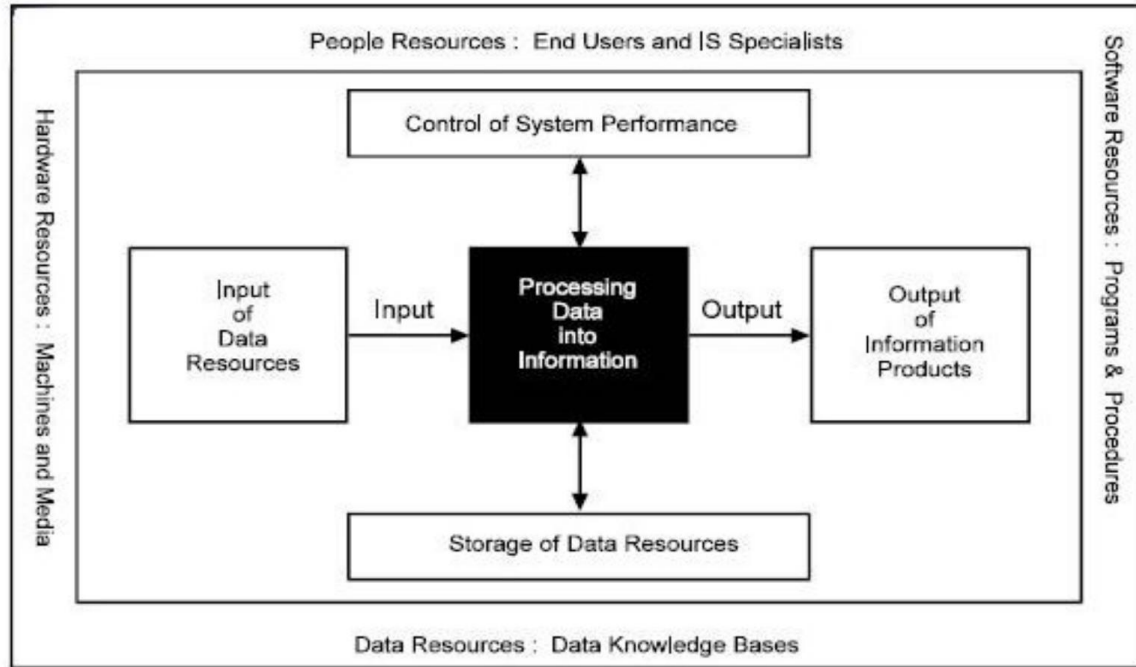 People Resources : End Users and IS Specialists
Control of System Performance
Hardware Resources : Machines and Media
Input
of
Data
Resources
Input
Processing
Data
into
Information
Output
Output
of
Information
Products
Software Resources : Programs & Procedures
Storage of Data Resources
Data Resources : Data Knowledge Bases